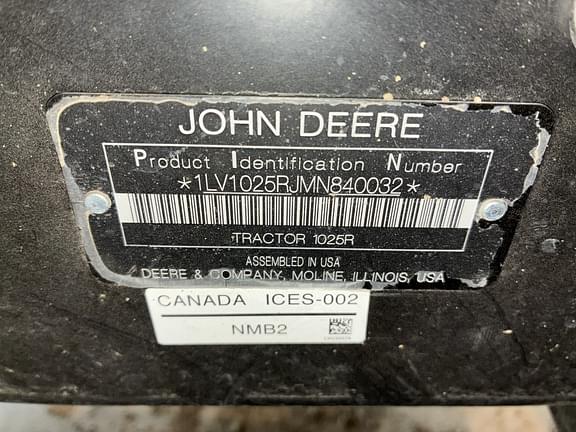 JOHN DEERE
Product Identification Number
*1LV1025RJMN840032*
TRACTOR 1025R
ASSEMBLED IN USA
DEERE & COMPANY, MOLINE, ILLINOIS, USA
CANADA ICES-002
NMB2